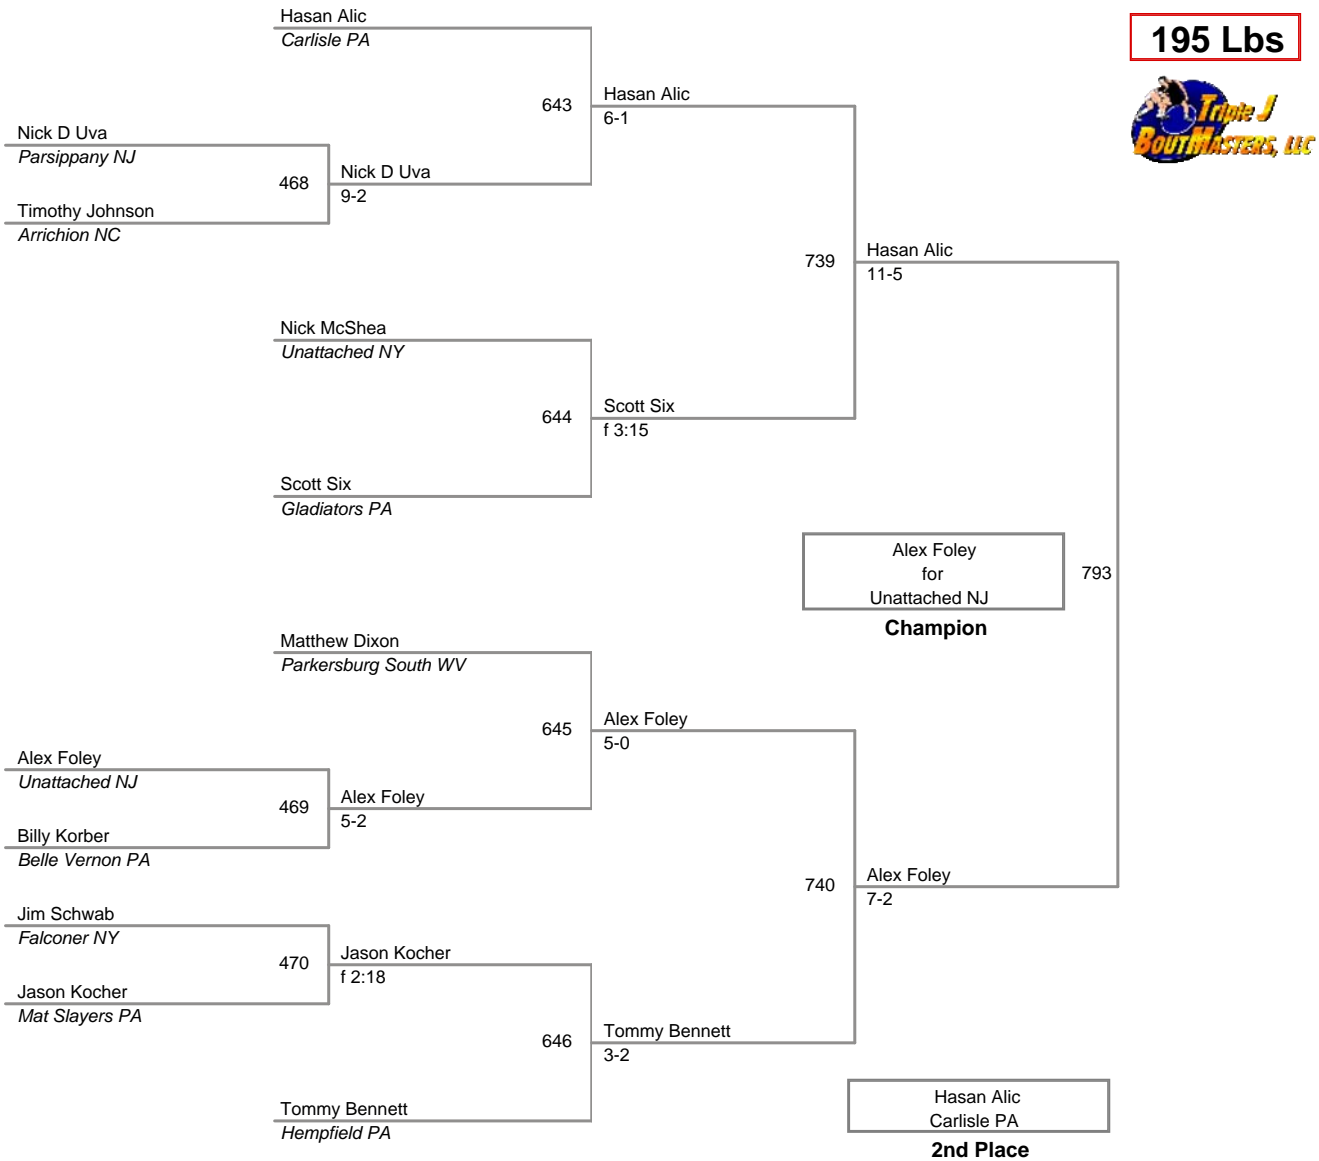 Hasan Alic
Carlisle PA
195 Lbs
Triple J
BOUTMASTERS, LLC
643
Hasan Alic
6-1
Nick D Uva
Parsippany NJ
468
Nick D Uva
9-2
Timothy Johnson
Arrichion NC
739
Hasan Alic
11-5
Nick McShea
Unattached NY
644
Scott Six
f 3:15
Scott Six
Gladiators PA
Alex Foley
for
Unattached NJ
793
Champion
Matthew Dixon
Parkersburg South WV
645
Alex Foley
5-0
Alex Foley
Unattached NJ
469
Alex Foley
5-2
Billy Korber
Belle Vernon PA
740
Alex Foley
7-2
Jim Schwab
Falconer NY
470
Jason Kocher
f 2:18
Jason Kocher
Mat Slayers PA
646
Tommy Bennett
3-2
Tommy Bennett
Hempfield PA
Hasan Alic
Carlisle PA
2nd Place